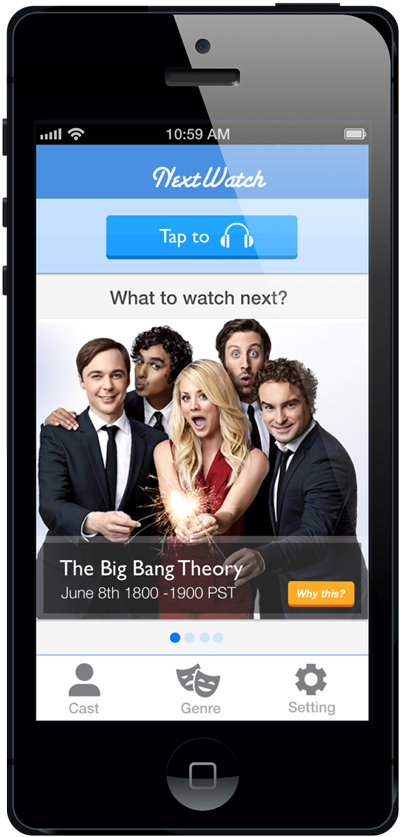 10:59 AM
NextWatch
Tap to
What to watch next?
The Big Bang Theory
June 8th 1800 -1900 PST
Why this?
Cast
Genre
Setting